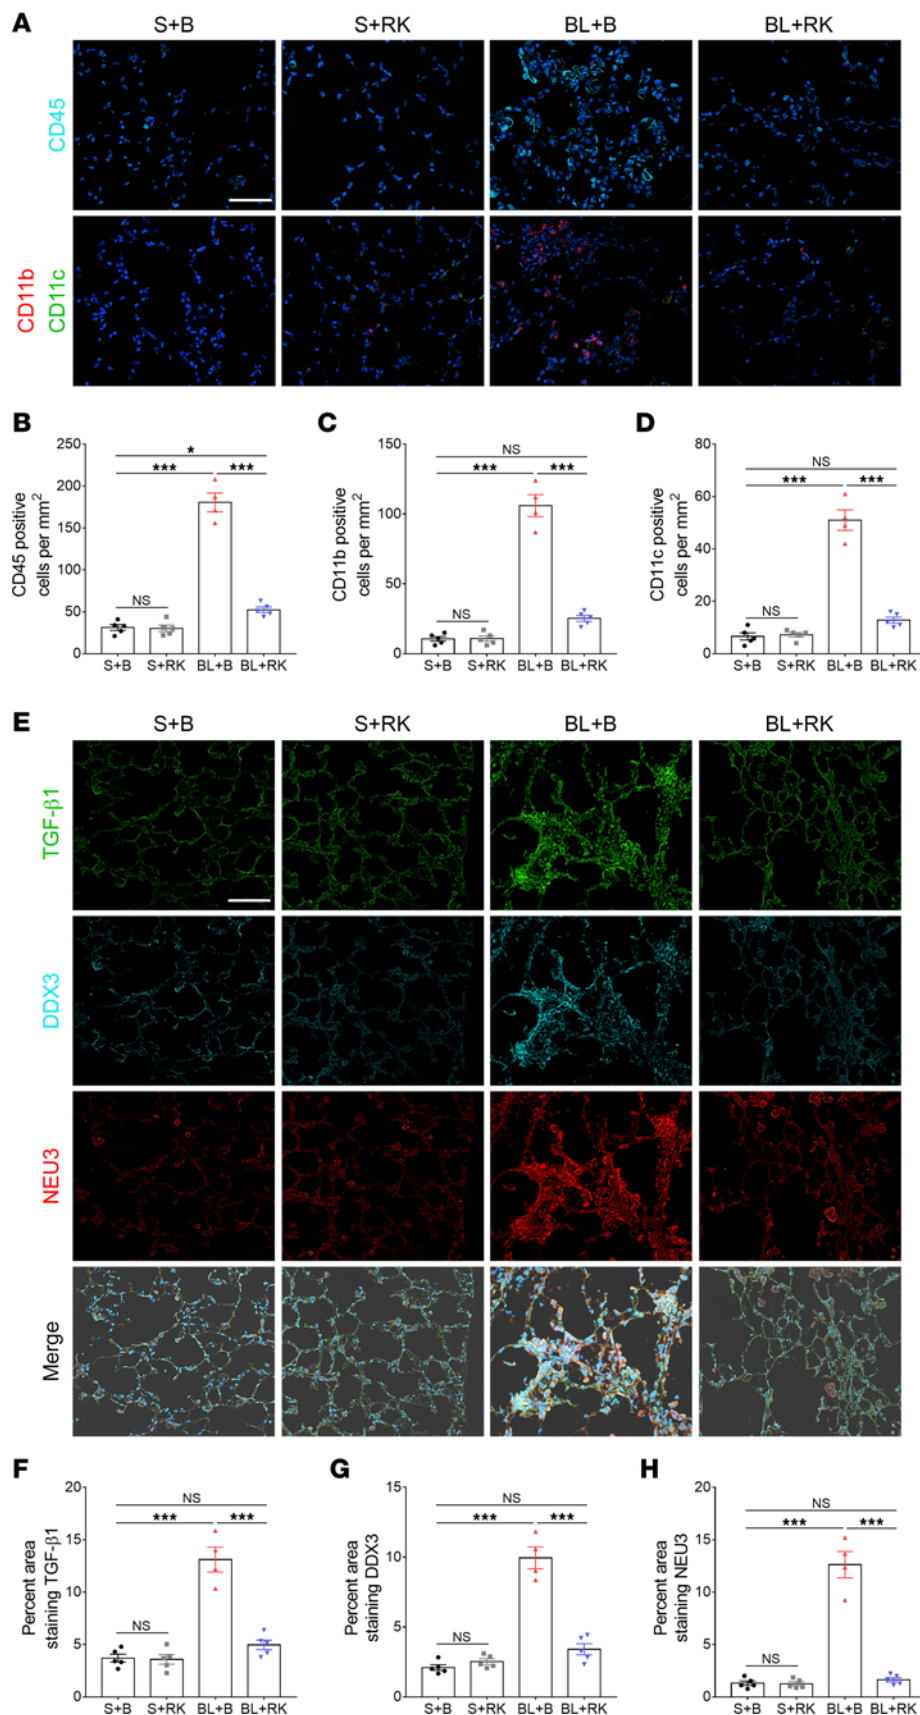 A
S+B S+RK BL+B BL+RK
CD45
CD11b
CD11c
B
250
200
150
100
50
0
CD45 positive
cells per mm2
*
*** ***
NS
S+B S+RK BL+B BL+RK
C
150
100
50
0
CD11b positive
cells per mm2
NS
*** ***
NS
S+B S+RK BL+B BL+RK
D
80
60
40
20
0
CD11c positive
cells per mm2
NS
*** ***
NS
S+B S+RK BL+B BL+RK
E
S+B S+RK BL+B BL+RK
TGF-β1
DDX3
NEU3
Merge
F
20
15
10
5
0
Percent area
staining TGF-β1
NS
*** ***
NS
S+B S+RK BL+B BL+RK
G
15
10
5
0
Percent area
staining DDX3
NS
*** ***
NS
S+B S+RK BL+B BL+RK
H
20
15
10
5
0
Percent area
staining NEU3
NS
*** ***
NS
S+B S+RK BL+B BL+RK